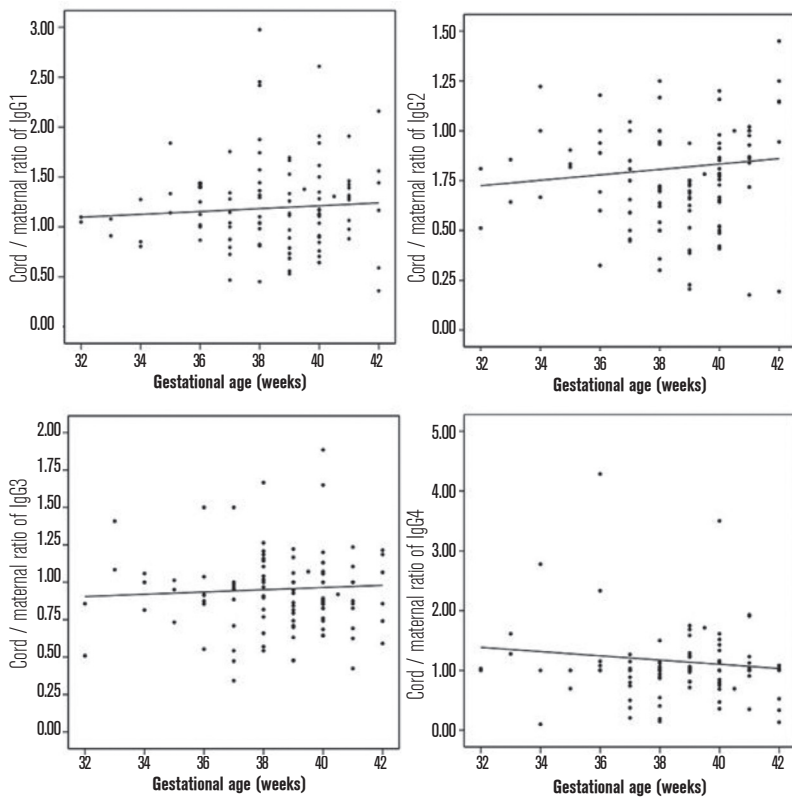 Cord / maternal ratio of IgG1
3.00
2.50
2.00
1.50
1.00
0.50
0.00
32 34 36 38 40 42
Gestational age (weeks)
Cord / maternal ratio of IgG2
1.50
1.25
1.00
0.75
0.50
0.25
0.00
32 34 36 38 40 42
Gestational age (weeks)
Cord / maternal ratio of IgG3
2.00
1.75
1.50
1.25
1.00
0.75
0.50
0.25
0.00
32 34 36 38 40 42
Gestational age (weeks)
Cord / maternal ratio of IgG4
5.00
4.00
3.00
2.00
1.00
0.00
32 34 36 38 40 42
Gestational age (weeks)